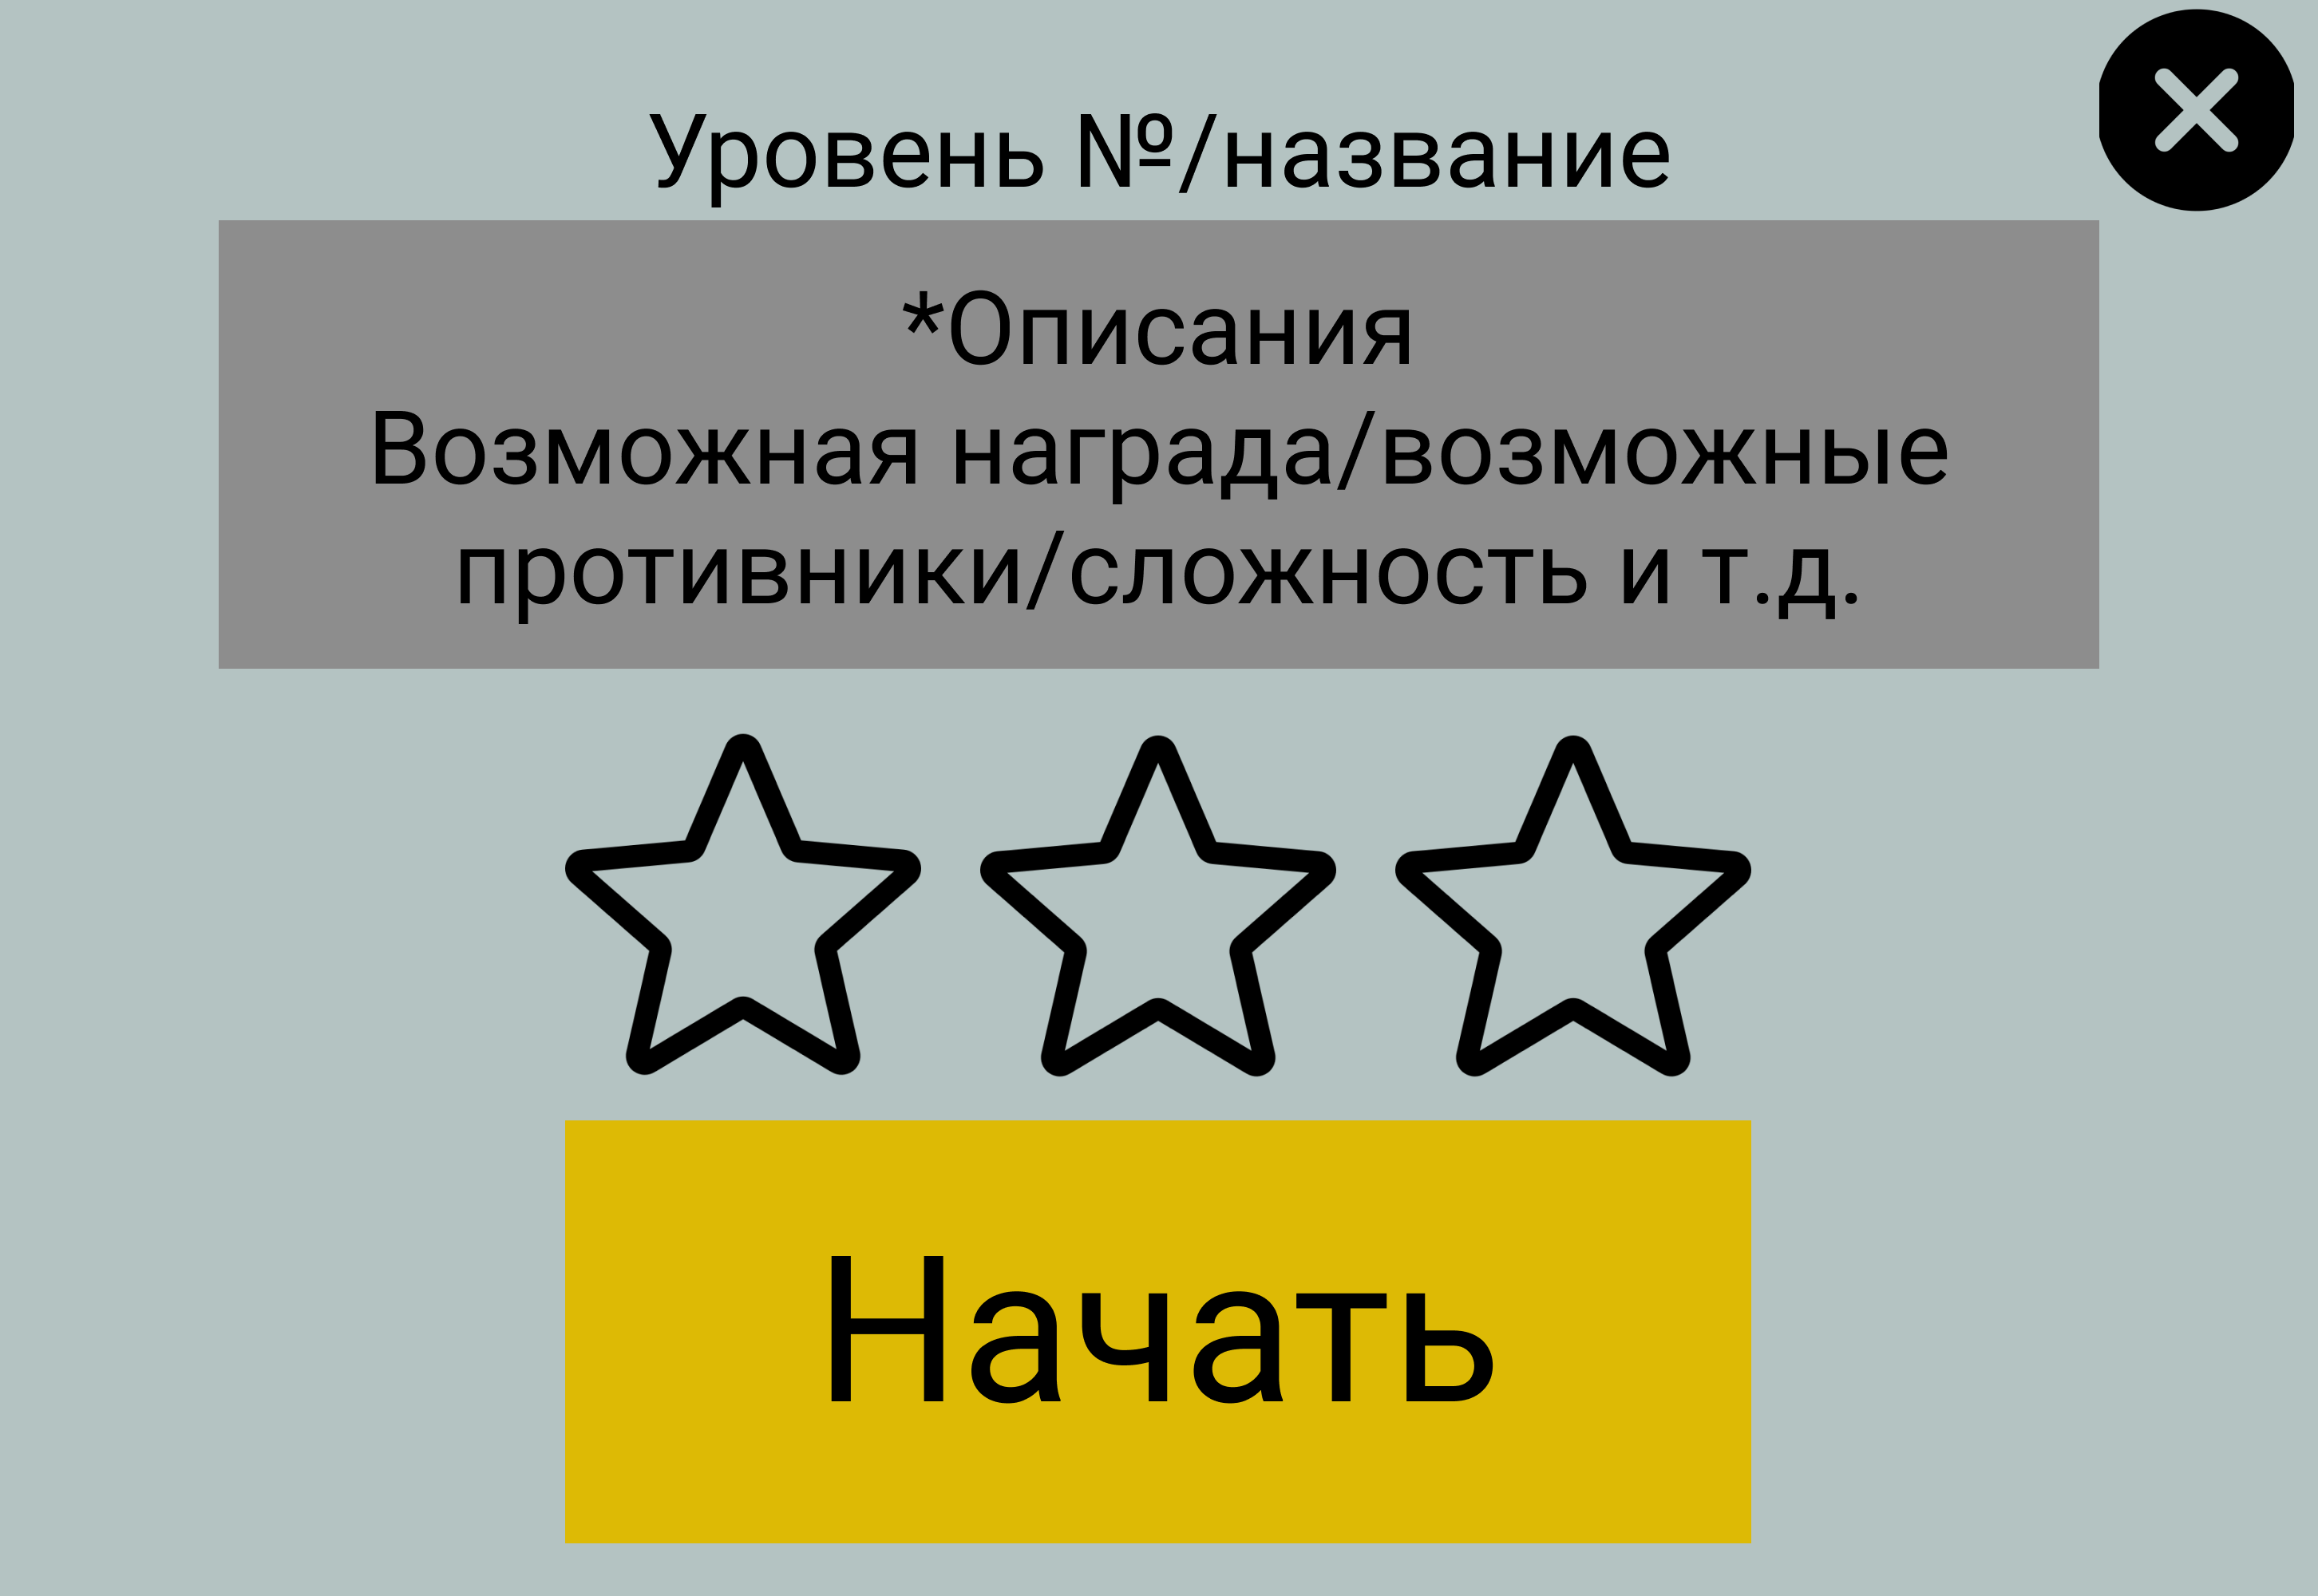 Уровень №/название
*Описания
Возможная награда/возможные
противники/сложность и т.д.
Начать